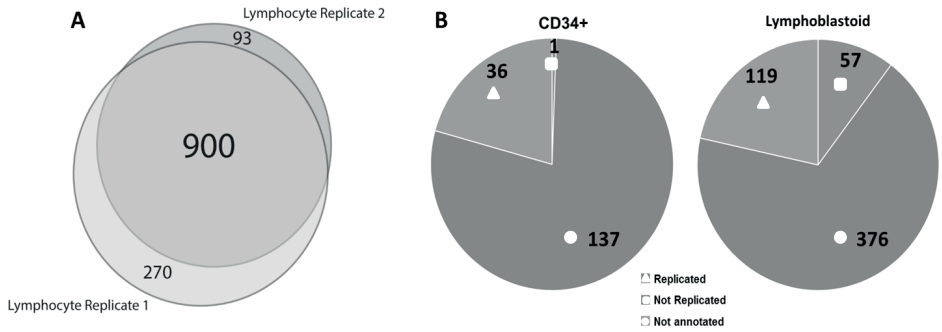 A
Lymphocyte Replicate 2
93
900
270
Lymphocyte Replicate 1
B
CD34+
1
36
137
Lymphoblastoid
57
119
376
Replicated
Not Replicated
Not annotated